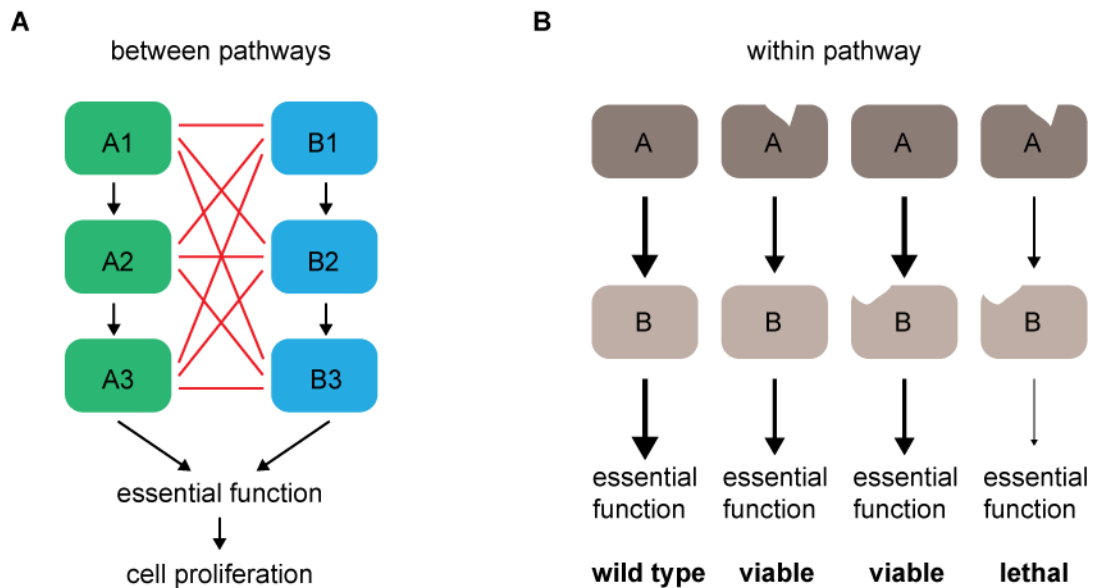 A
between pathways
A1
B1
A2
B2
A3
B3
essential function
cell proliferation
B
within pathway
A
A
A
A
B
B
B
B
essential
function
essential
function
essential
function
essential
function
wild type
viable
viable
lethal